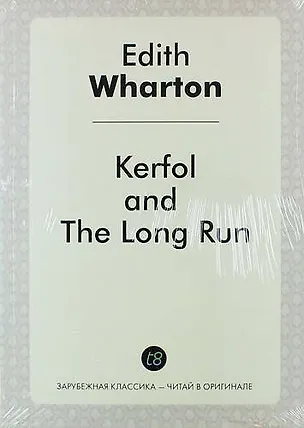 Edith
Wharton
Kerfol
and
The Long Run
t8
ЗАРУБЕЖНАЯ КЛАССИКА — ЧИТАЙ В ОРИГИНАЛЕ